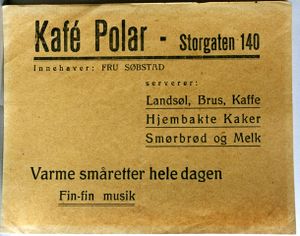 Kafé Polar - Storgaten 140
Innehaver: FRU SØBSTAD
serverer:
Landsøl, Brus, Kaffe
Hjembakte Kaker
Smørbrød og Melk
Varme småretter hele dagen
Fin-fin musik